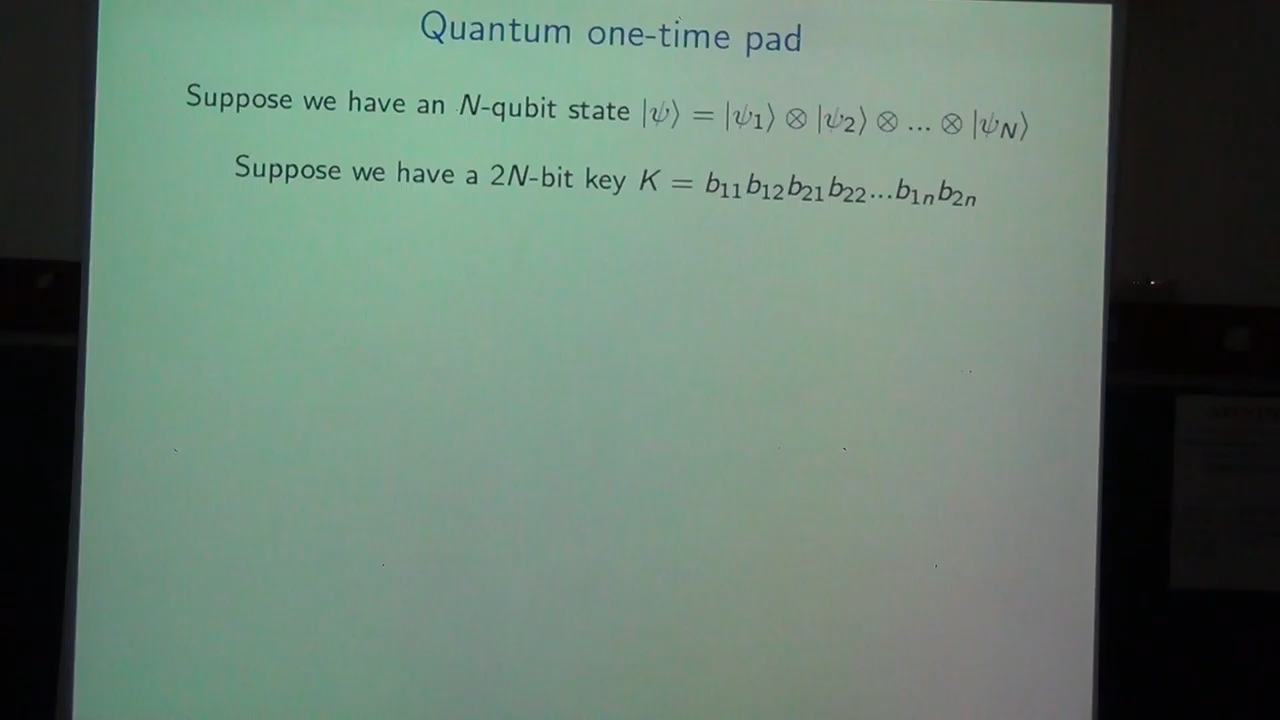 Quantum one-time pad
Suppose we have an N-qubit state |ψ⟩ = |ψ₁⟩ ⊗ |ψ₂⟩ ⊗ ... ⊗ |ψ_N⟩
Suppose we have a 2N-bit key K = b₁₁b₁₂b₂₁b₂₂...b₁ₙb₂ₙ